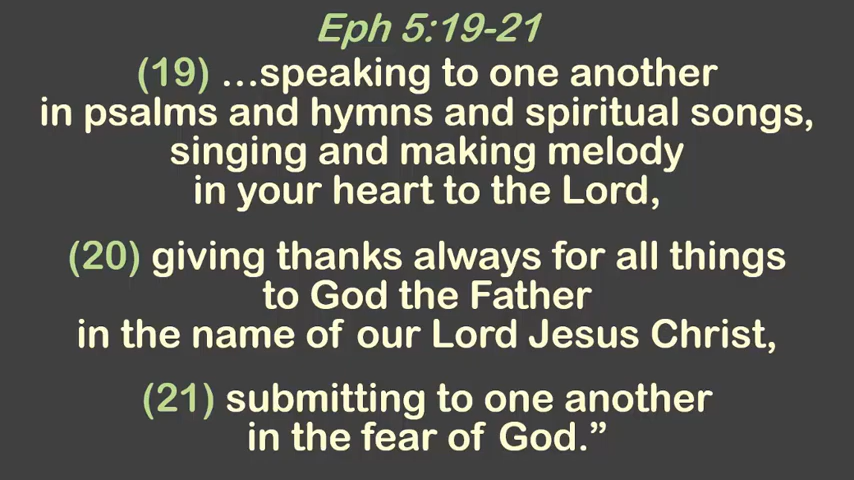 Eph 5:19-21
(19) …speaking to one another
in psalms and hymns and spiritual songs,
singing and making melody
in your heart to the Lord,
(20) giving thanks always for all things
to God the Father
in the name of our Lord Jesus Christ,
(21) submitting to one another
in the fear of God.”